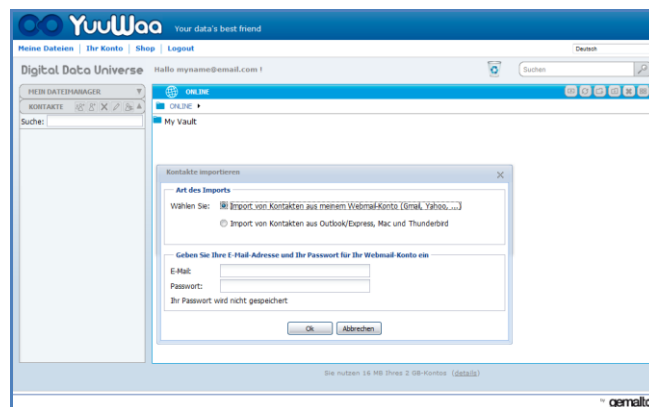 YuuWaa Your data's best friend
Meine Dateien | Ihr Konto | Shop | Logout
Deutsch
Digital Data Universe
Hallo myname@email.com !
Suchen
MEIN DATEIMANAGER
ONLINE
KONTAKTE
ONLINE
Suche:
My Vault
Kontakte importieren
Art des Imports
Wählen Sie:
Import von Kontakten aus meinem Webmail-Konto (Gmail, Yahoo, ...)
Import von Kontakten aus Outlook/Express, Mac und Thunderbird
Geben Sie Ihre E-Mail-Adresse und Ihr Passwort für Ihr Webmail-Konto ein
E-Mail:
Passwort:
Ihr Passwort wird nicht gespeichert
Ok
Abbrechen
Sie nutzen 16 MB Ihres 2 GB-Kontos (details)
by gemalto